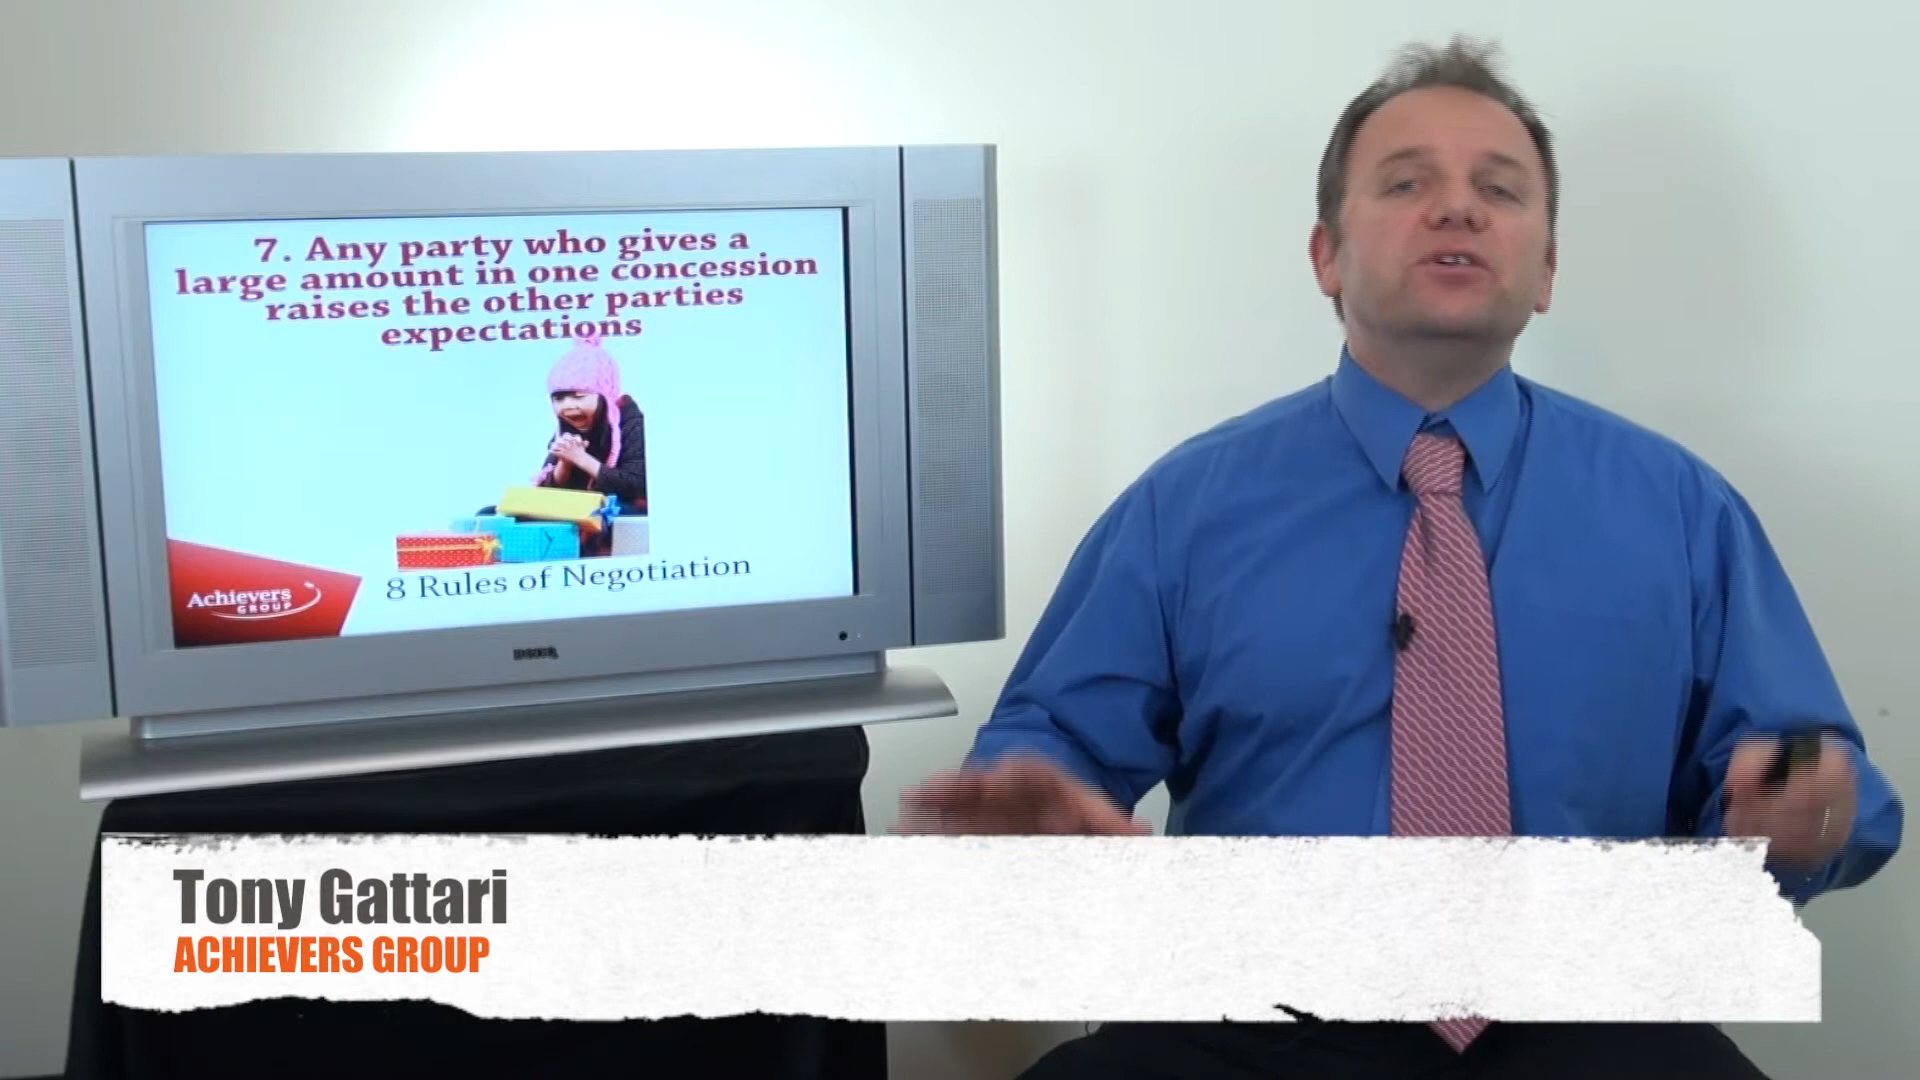 7. Any party who gives a
large amount in one concession
raises the other parties
expectations
Achievers
GROUP
8 Rules of Negotiation
BENQ
Tony Gattari
ACHIEVERS GROUP